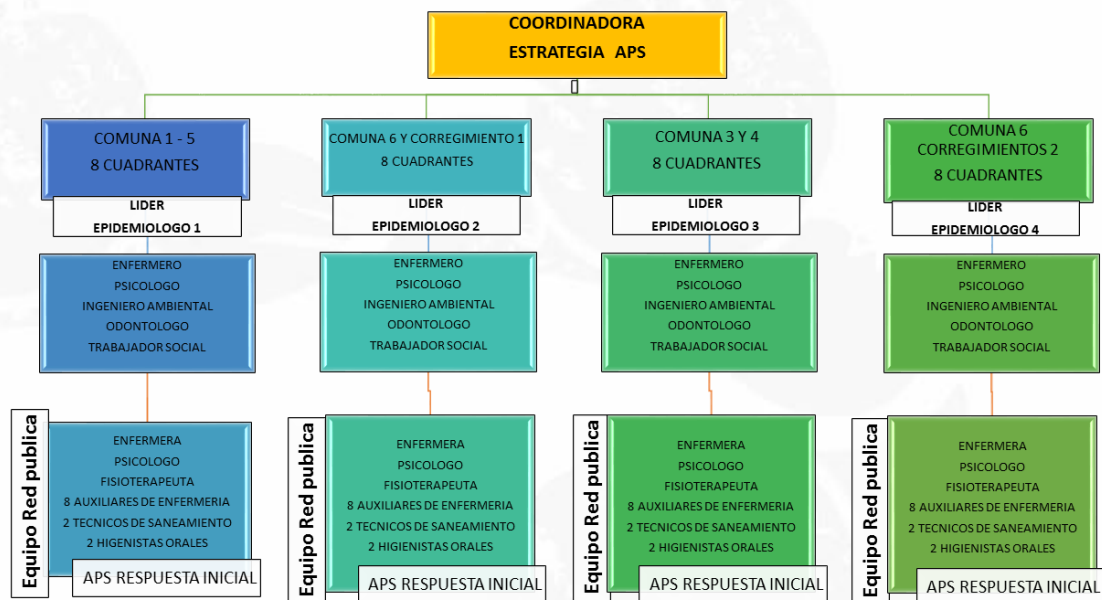 COORDINADORA
ESTRATEGIA APS
COMUNA 1 - 5
8 CUADRANTES
LIDER
EPIDEMIOLOGO 1
ENFERMERO
PSICOLOGO
INGENIERO AMBIENTAL
ODONTOLOGO
TRABAJADOR SOCIAL
Equipo Red publica
ENFERMERA
PSICOLOGO
FISIOTERAPEUTA
8 AUXILIARES DE ENFERMERIA
2 TECNICOS DE SANEAMIENTO
2 HIGENISTAS ORALES
APS RESPUESTA INICIAL
COMUNA 6 Y CORREGIMIENTO 1
8 CUADRANTES
LIDER
EPIDEMIOLOGO 2
ENFERMERO
PSICOLOGO
INGENIERO AMBIENTAL
ODONTOLOGO
TRABAJADOR SOCIAL
Equipo Red publica
ENFERMERA
PSICOLOGO
FISIOTERAPEUTA
8 AUXILIARES DE ENFERMERIA
2 TECNICOS DE SANEAMIENTO
2 HIGIENISTAS ORALES
APS RESPUESTA INICIAL
COMUNA 3 Y 4
8 CUADRANTES
LIDER
EPIDEMIOLOGO 3
ENFERMERO
PSICOLOGO
INGENIERO AMBIENTAL
ODONTOLOGO
TRABAJADOR SOCIAL
Equipo Red publica
ENFERMERA
PSICOLOGO
FISIOTERAPEUTA
8 AUXILIARES DE ENFERMERIA
2 TECNICOS DE SANEAMIENTO
2 HIGIENISTAS ORALES
APS RESPUESTA INICIAL
COMUNA 6
CORREGIMIENTOS 2
8 CUADRANTES
LIDER
EPIDEMIOLOGO 4
ENFERMERO
PSICOLOGO
INGENIERO AMBIENTAL
ODONTOLOGO
TRABAJADOR SOCIAL
Equipo Red publica
ENFERMERA
PSICOLOGO
FISIOTERAPEUTA
8 AUXILIARES DE ENFERMERIA
2 TECNICOS DE SANEAMIENTO
2 HIGIENISTAS ORALES
APS RESPUESTA INICIAL